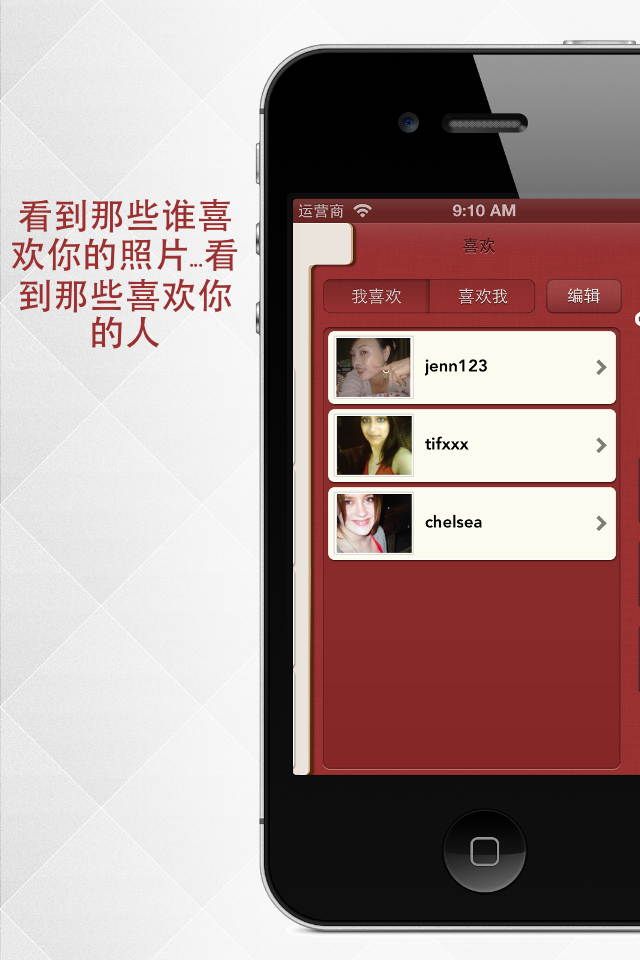 看到那些谁喜
欢你的照片...看
到那些喜欢你
的人
运营商 9:10 AM
喜欢
我喜欢 喜欢我 编辑
jenn123
tifxxx
chelsea